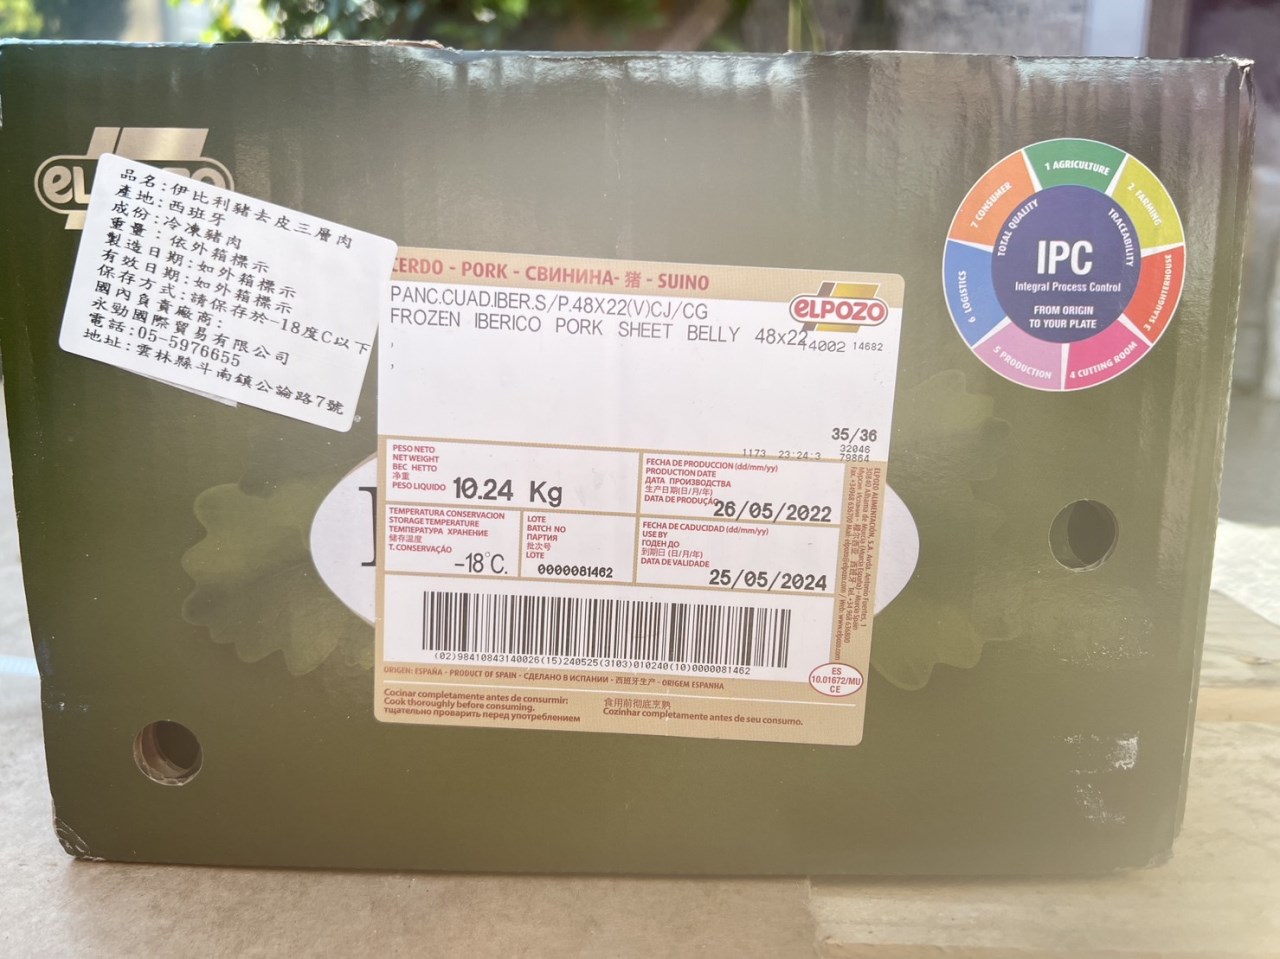 品名:伊比利豬去皮三層肉
產地:西班牙
成份:冷凍豬肉
重量:依外箱標示
製造日期:如外箱標示
有效日期:如外箱標示
保存方式:請保存於-18度C以下
國內負責廠商:
永勁國際貿易有限公司
電話:05-5976655
地址:雲林縣斗南鎮公論路7號
CERDO - PORK - СВИНИНА- 猪 - SUINO
PANC.CUAD.IBER.S/P.48X22(V)CJ/CG
FROZEN IBERICO PORK SHEET BELLY 48x22
ELPOZO
14002 14682
35/36
32046
1173 23:24:3 79864
PESO NETO
NET WEIGHT
ВЕС НЕТТО
净重
PESO LIQUIDO
10.24 Kg
FECHA DE PRODUCCION (dd/mm/yy)
PRODUCTION DATE
ДАТА ПРОИЗВОДСТВА
生产日期(日/月/年)
DATA DE PRODUÇAO
26/05/2022
TEMPERATURA CONSERVACION
STORAGE TEMPERATURE
ТЕМПЕРАТУРА ХРАНЕНИЕ
储存温度
T. CONSERVAÇÃO
-18°C.
LOTE
BATCH NO
ПАРТИЯ
批次号
LOTE
0000081462
FECHA DE CADUCIDAD (dd/mm/yy)
USE BY
ГОДЕН ДО
到期日 (日/月/年)
DATA DE VALIDADE
25/05/2024
(02)98410843140026(15)240525(3103)010240(10)0000081462
ORIGEN: ESPAÑA - PRODUCT OF SPAIN - СДЕЛАНО В ИСПАНИИ - 西班牙生产 - ORIGEM ESPANHA
ES
10.01672/MU
CE
Cocinar completamente antes de consumir:
Cook thoroughly before consuming.
тщательно проварить перед употреблением
食用前彻底烹熟
Cozinhar completamente antes de seu consumo.
1 AGRICULTURE
2 FARMING
3 SLAUGHTERHOUSE
4 CUTTING ROOM
5 PRODUCTION
6 LOGISTICS
7 CONSUMER
TOTAL QUALITY
TRACEABILITY
IPC
Integral Process Control
FROM ORIGIN
TO YOUR PLATE